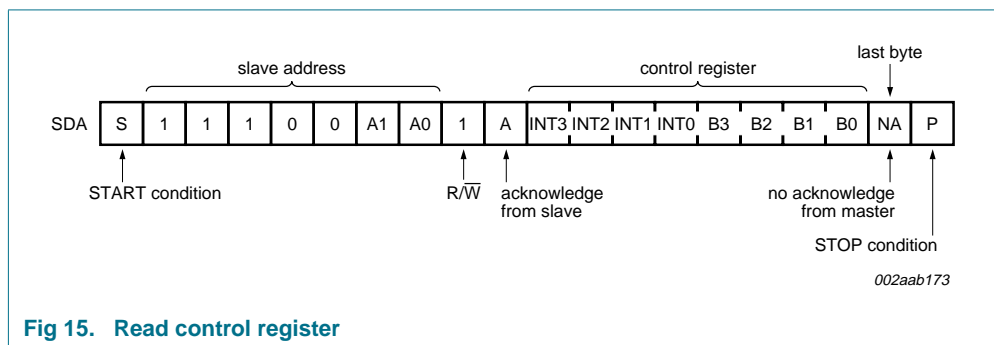 last byte
slave address control register
SDA S 1 1 1 0 0 A1 A0 1 A INT3 INT2 INT1 INT0 B3 B2 B1 B0 NA P
START condition R/W̅ acknowledge no acknowledge
from slave from master
STOP condition
002aab173
Fig 15. Read control register